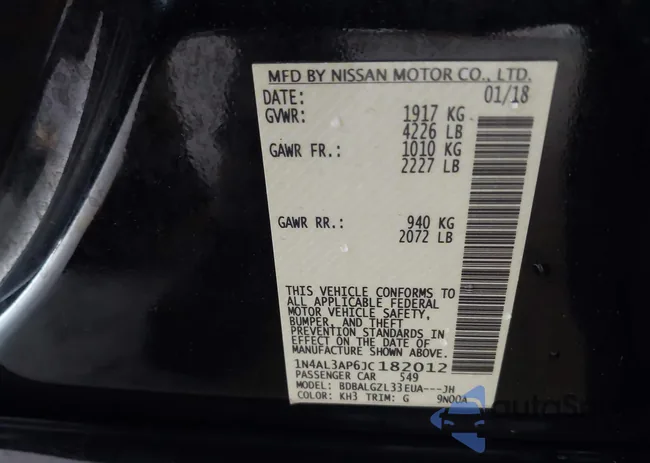 MFD BY NISSAN MOTOR CO., LTD.
DATE: 01/18
GVWR: 1917 KG
4226 LB
GAWR FR.: 1010 KG
2227 LB
GAWR RR.: 940 KG
2072 LB
THIS VEHICLE CONFORMS TO
ALL APPLICABLE FEDERAL
MOTOR VEHICLE SAFETY,
BUMPER, AND THEFT
PREVENTION STANDARDS IN
EFFECT ON THE DATE OF
MANUFACTURE SHOWN ABOVE.
1N4AL3AP6JC182012
PASSENGER CAR 549
MODEL: BDBALGZL33EUA---JH
COLOR: KH3 TRIM: G 9N00A